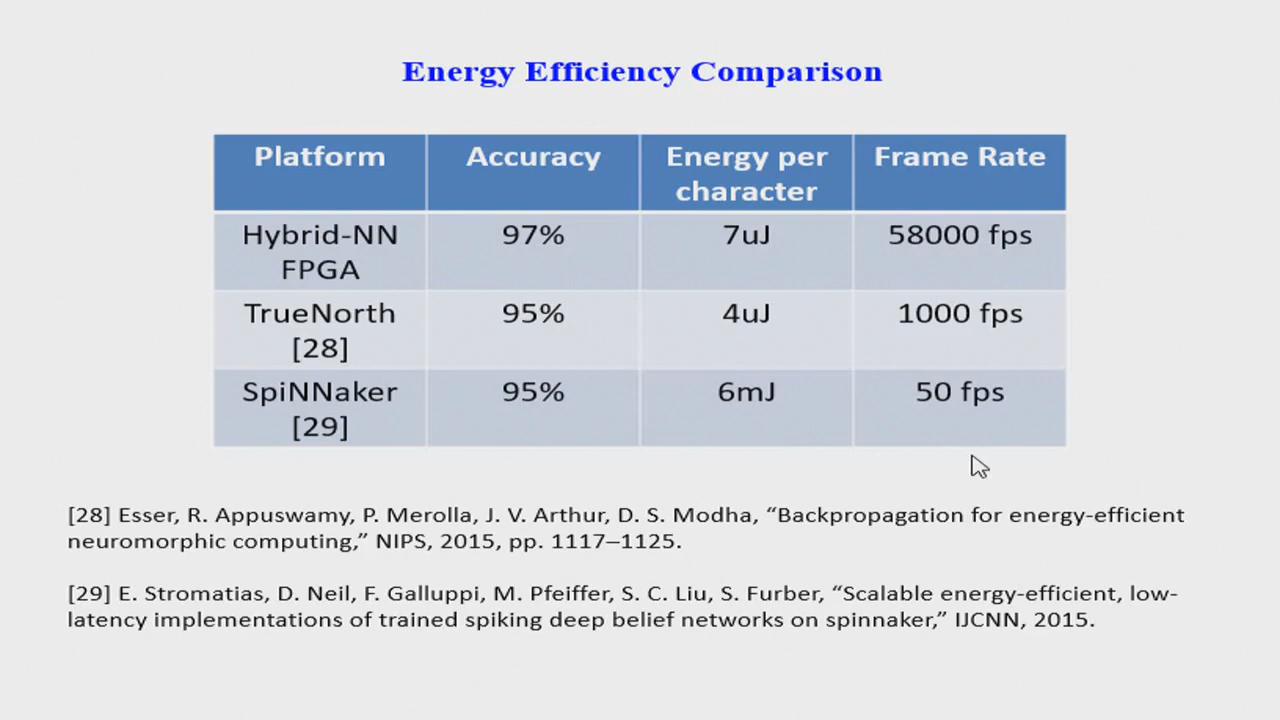 Energy Efficiency Comparison
Platform Accuracy Energy per character Frame Rate
Hybrid-NN FPGA 97% 7uJ 58000 fps
TrueNorth [28] 95% 4uJ 1000 fps
SpiNNaker [29] 95% 6mJ 50 fps
[28] Esser, R. Appuswamy, P. Merolla, J. V. Arthur, D. S. Modha, “Backpropagation for energy-efficient
neuromorphic computing,” NIPS, 2015, pp. 1117–1125.
[29] E. Stromatias, D. Neil, F. Galluppi, M. Pfeiffer, S. C. Liu, S. Furber, “Scalable energy-efficient, low-
latency implementations of trained spiking deep belief networks on spinnaker,” IJCNN, 2015.